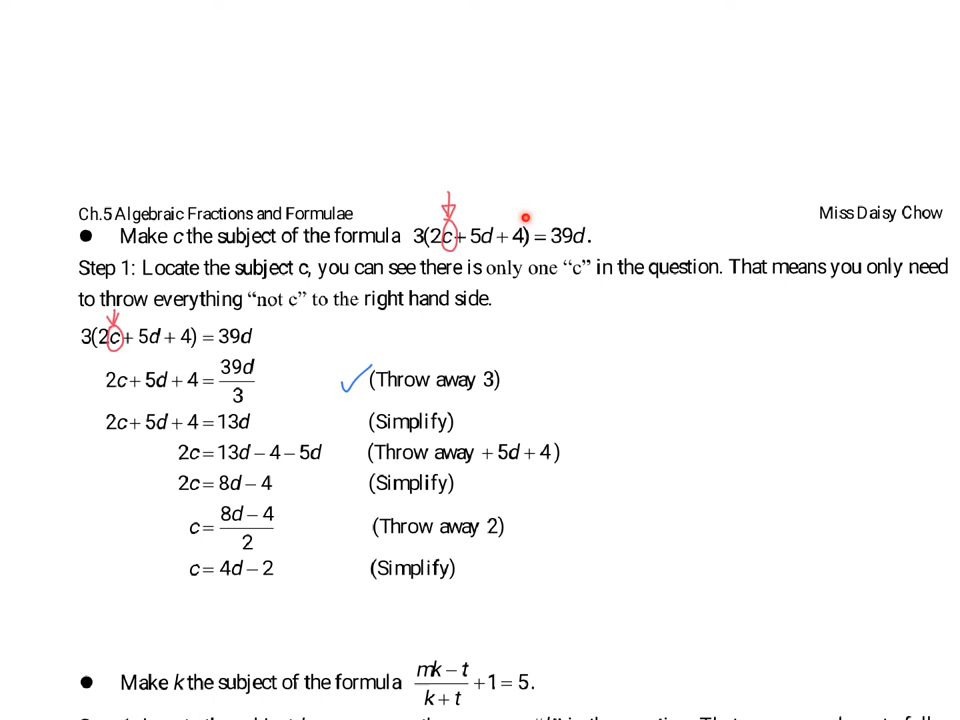 Ch.5 Algebraic Fractions and Formulae Miss Daisy Chow
● Make c the subject of the formula 3(2c+5d+4)=39d.
Step 1: Locate the subject c, you can see there is only one “c” in the question. That means you only need
to throw everything “not c” to the right hand side.
3(2c+5d+4)=39d
2c+5d+4=39d/3 (Throw away 3)
2c+5d+4=13d (Simplify)
2c=13d−4−5d (Throw away +5d+4)
2c=8d−4 (Simplify)
c=(8d−4)/2 (Throw away 2)
c=4d−2 (Simplify)
● Make k the subject of the formula (mk−t)/(k+t)+1=5.